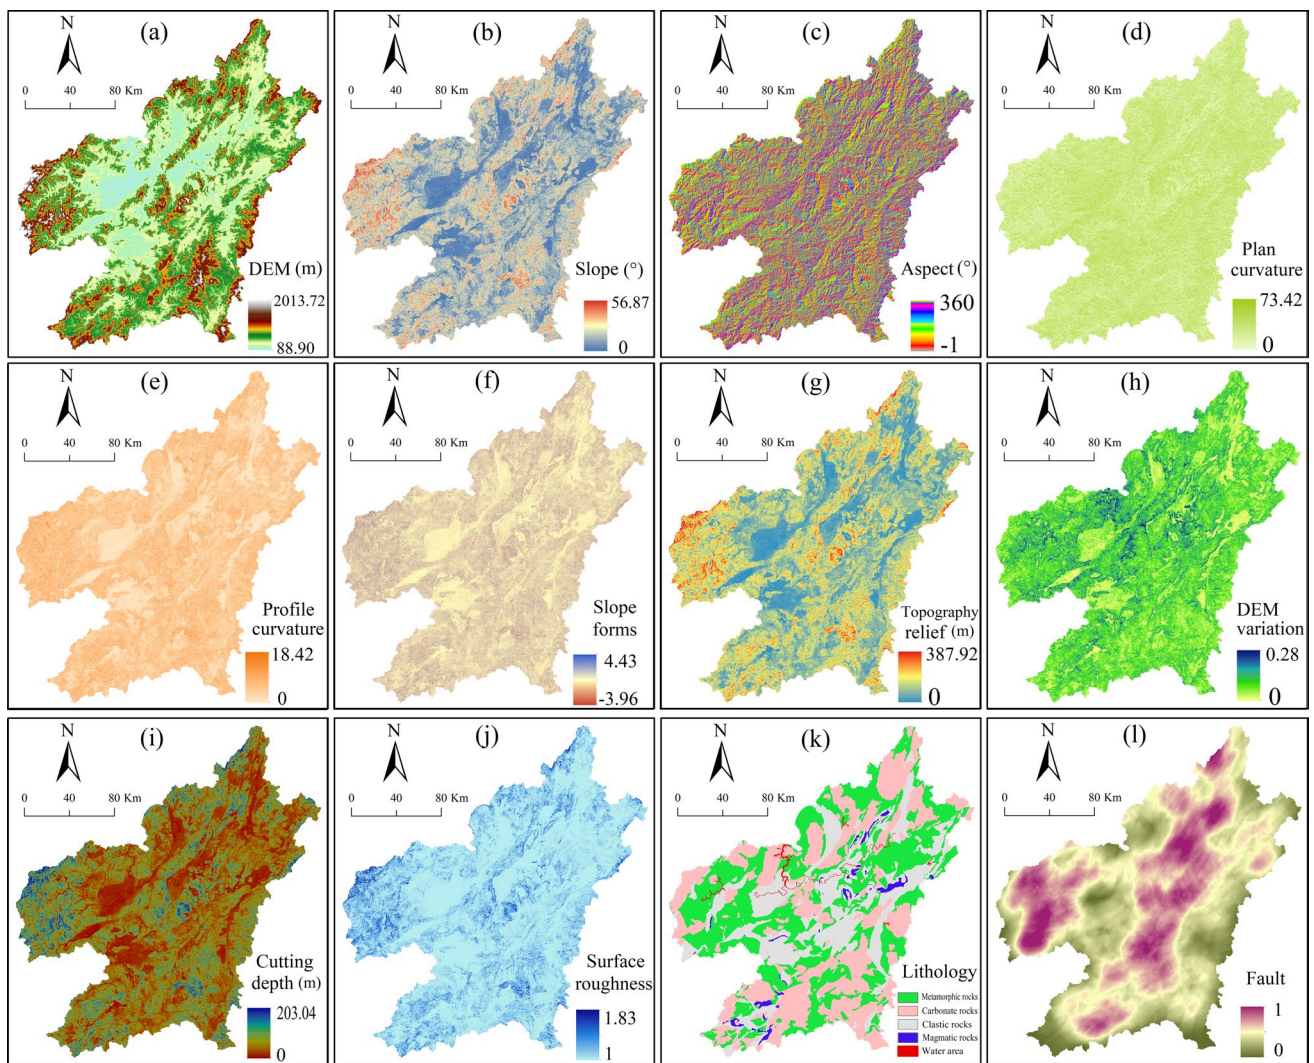 N
(a)
0 40 80 Km
DEM (m)
2013.72
88.90
N
(b)
0 40 80 Km
Slope (°)
56.87
0
N
(c)
0 40 80 Km
Aspect (°)
360
-1
N
(d)
0 40 80 Km
Plan
curvature
73.42
0
N
(e)
0 40 80 Km
Profile
curvature
18.42
0
N
(f)
0 40 80 Km
Slope
forms
4.43
-3.96
N
(g)
0 40 80 Km
Topography
relief (m)
387.92
0
N
(h)
0 40 80 Km
DEM
variation
0.28
0
N
(i)
0 40 80 Km
Cutting
depth (m)
203.04
0
N
(j)
0 40 80 Km
Surface
roughness
1.83
1
N
(k)
0 40 80 Km
Lithology
Metamorphic rocks
Carbonate rocks
Clastic rocks
Magmatic rocks
Water area
N
(l)
0 40 80 Km
Fault
1
0